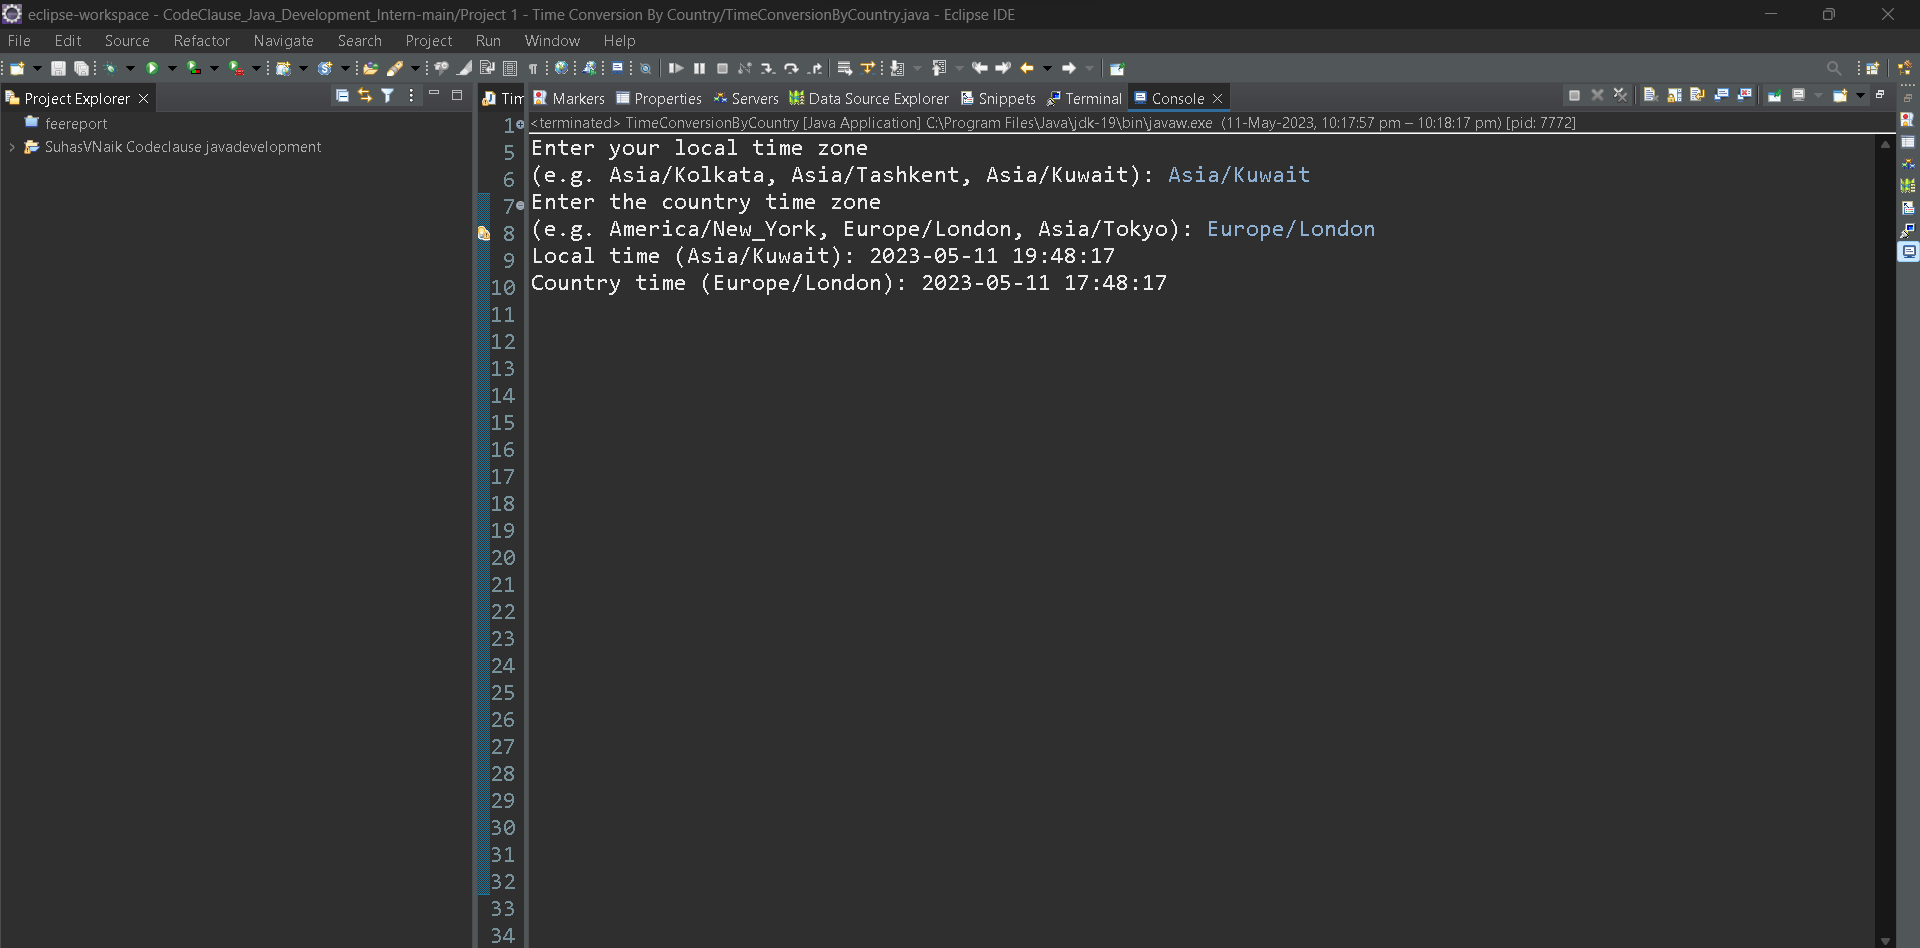 eclipse-workspace - CodeClause_Java_Development_Intern-main/Project 1 - Time Conversion By Country/TimeConversionByCountry.java - Eclipse IDE
File Edit Source Refactor Navigate Search Project Run Window Help
Project Explorer
feereport
SuhasVNaik Codeclause javadevelopment
Tim
Markers Properties Servers Data Source Explorer Snippets Terminal Console
<terminated> TimeConversionByCountry [Java Application] C:\Program Files\Java\jdk-19\bin\javaw.exe (11-May-2023, 10:17:57 pm – 10:18:17 pm) [pid: 7772]
Enter your local time zone
(e.g. Asia/Kolkata, Asia/Tashkent, Asia/Kuwait): Asia/Kuwait
Enter the country time zone
(e.g. America/New_York, Europe/London, Asia/Tokyo): Europe/London
Local time (Asia/Kuwait): 2023-05-11 19:48:17
Country time (Europe/London): 2023-05-11 17:48:17
1
5
6
7
8
9
10
11
12
13
14
15
16
17
18
19
20
21
22
23
24
25
26
27
28
29
30
31
32
33
34